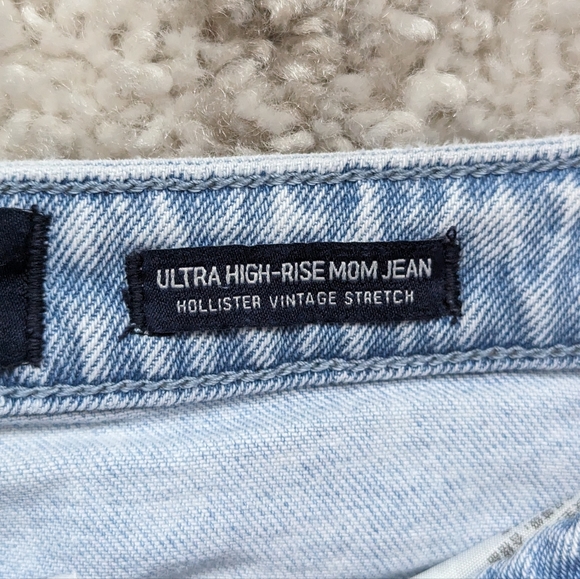 ULTRA HIGH-RISE MOM JEAN
HOLLISTER VINTAGE STRETCH